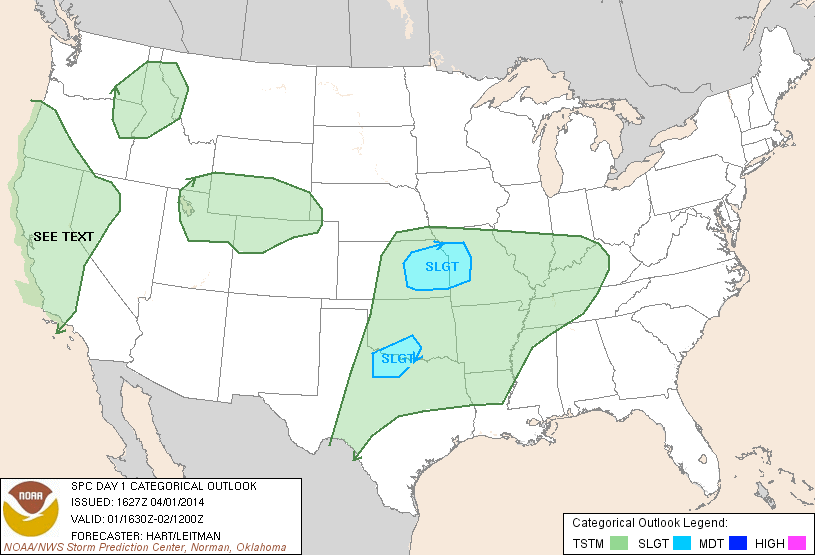 SEE TEXT
SLGT
SLGT
SPC DAY 1 CATEGORICAL OUTLOOK
ISSUED: 1627Z 04/01/2014
VALID: 01/1630Z-02/1200Z
FORECASTER: HART/LEITMAN
NOAA/NWS Storm Prediction Center, Norman, Oklahoma
NOAA
Categorical Outlook Legend:
TSTM SLGT MDT HIGH